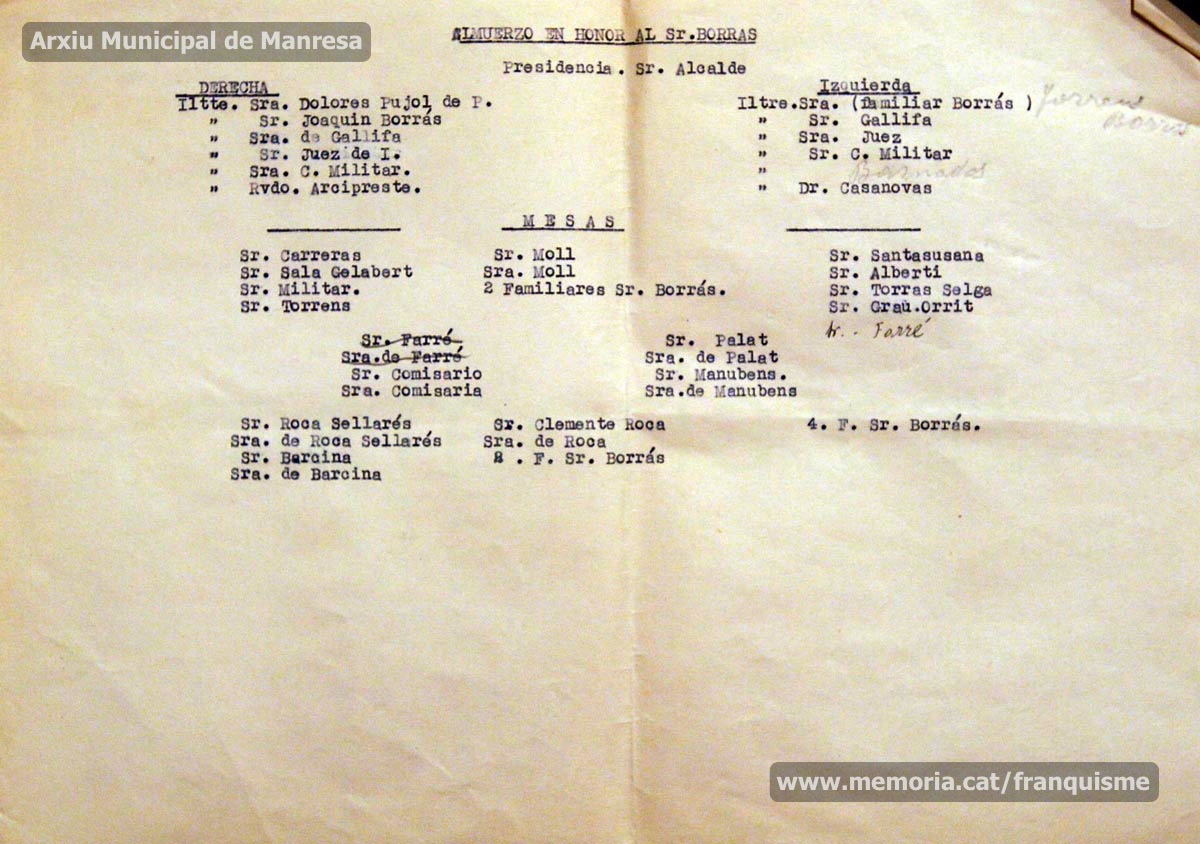 Arxiu Municipal de Manresa
ALMUERZO EN HONOR AL Sr.BORRAS
Presidencia. Sr. Alcalde
DERECHA
Iltte. Sra. Dolores Pujol de P.
" Sr. Joaquin Borrás
" Sra. de Gallifa
" Sr. Juez de I.
" Sra. C. Militar.
" Rvdo. Arcipreste.
Izquierda
Iltre.Sra. (familiar Borrás ) Borrás
" Sr. Gallifa
" Sra. Juez
" Sr. C. Militar
" Barnadas
" Dr. Casanovas
M E S A S
Sr. Carreras
Sr. Sala Gelabert
Sr. Militar.
Sr. Torrens
Sr. Moll
Sra. Moll
2 Familiares Sr. Borrás.
Sr. Santasusana
Sr. Alberti
Sr. Torras Selga
Sr. Grau.Orrit
Sr. Farré
Sr. Farré
Sra.de Farré
Sr. Comisario
Sra. Comisaria
Sr. Palat
Sra. de Palat
Sr. Manubens.
Sra.de Manubens
Sr. Roca Sellarés
Sra. de Roca Sellarés
Sr. Barcina
Sra. de Barcina
Sr. Clemente Roca
Sra. de Roca
2 . F. Sr. Borrás
4. F. Sr. Borrás.
www.memoria.cat/franquisme